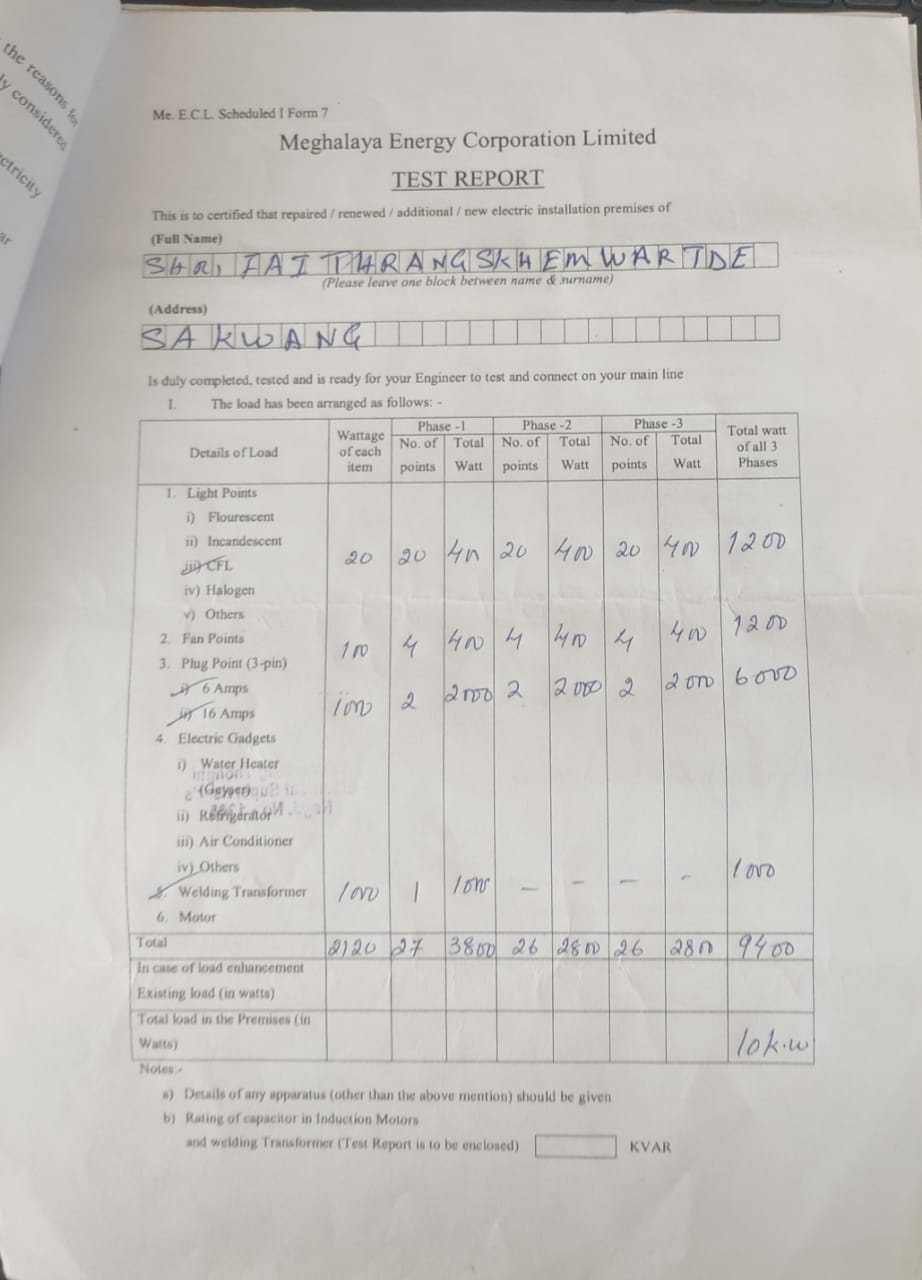 the reasons for
ly considered
ectricity
ar
Me. E.C.L. Scheduled I Form 7
Meghalaya Energy Corporation Limited
TEST REPORT
This is to certified that repaired / renewed / additional / new electric installation premises of
(Full Name)
(Please leave one block between name & surname)
(Address)
SAKWANG
Is duly completed, tested and is ready for your Engineer to test and connect on your main line
1. The load has been arranged as follows: -
Details of Load Wattage of each item Phase -1 Phase -2 Phase -3 Total watt of all 3 Phases
No. of points Total Watt No. of points Total Watt No. of points Total Watt
1. Light Points
i) Flourescent
ii) Incandescent
iii) CFL 20 20 400 20 400 20 400 1200
iv) Halogen
v) Others
2. Fan Points 100 4 400 4 400 4 400 1200
3. Plug Point (3-pin)
i) 6 Amps
ii) 16 Amps 1000 2 2000 2 2000 2 2000 6000
4. Electric Gadgets
i) Water Heater
(Geyser)
ii) Refrigerator
iii) Air Conditioner
iv) Others
5. Welding Transformer 1000 1 1000 - - - - 1000
6. Motor
Total 2120 27 3800 26 2800 26 2800 9400
In case of load enhancement
Existing load (in watts)
Total load in the Premises (in
Watts) 10k.w
Notes:-
a) Details of any apparatus (other than the above mention) should be given
b) Rating of capacitor in Induction Motors
and welding Transformer (Test Report is to be enclosed) KVAR